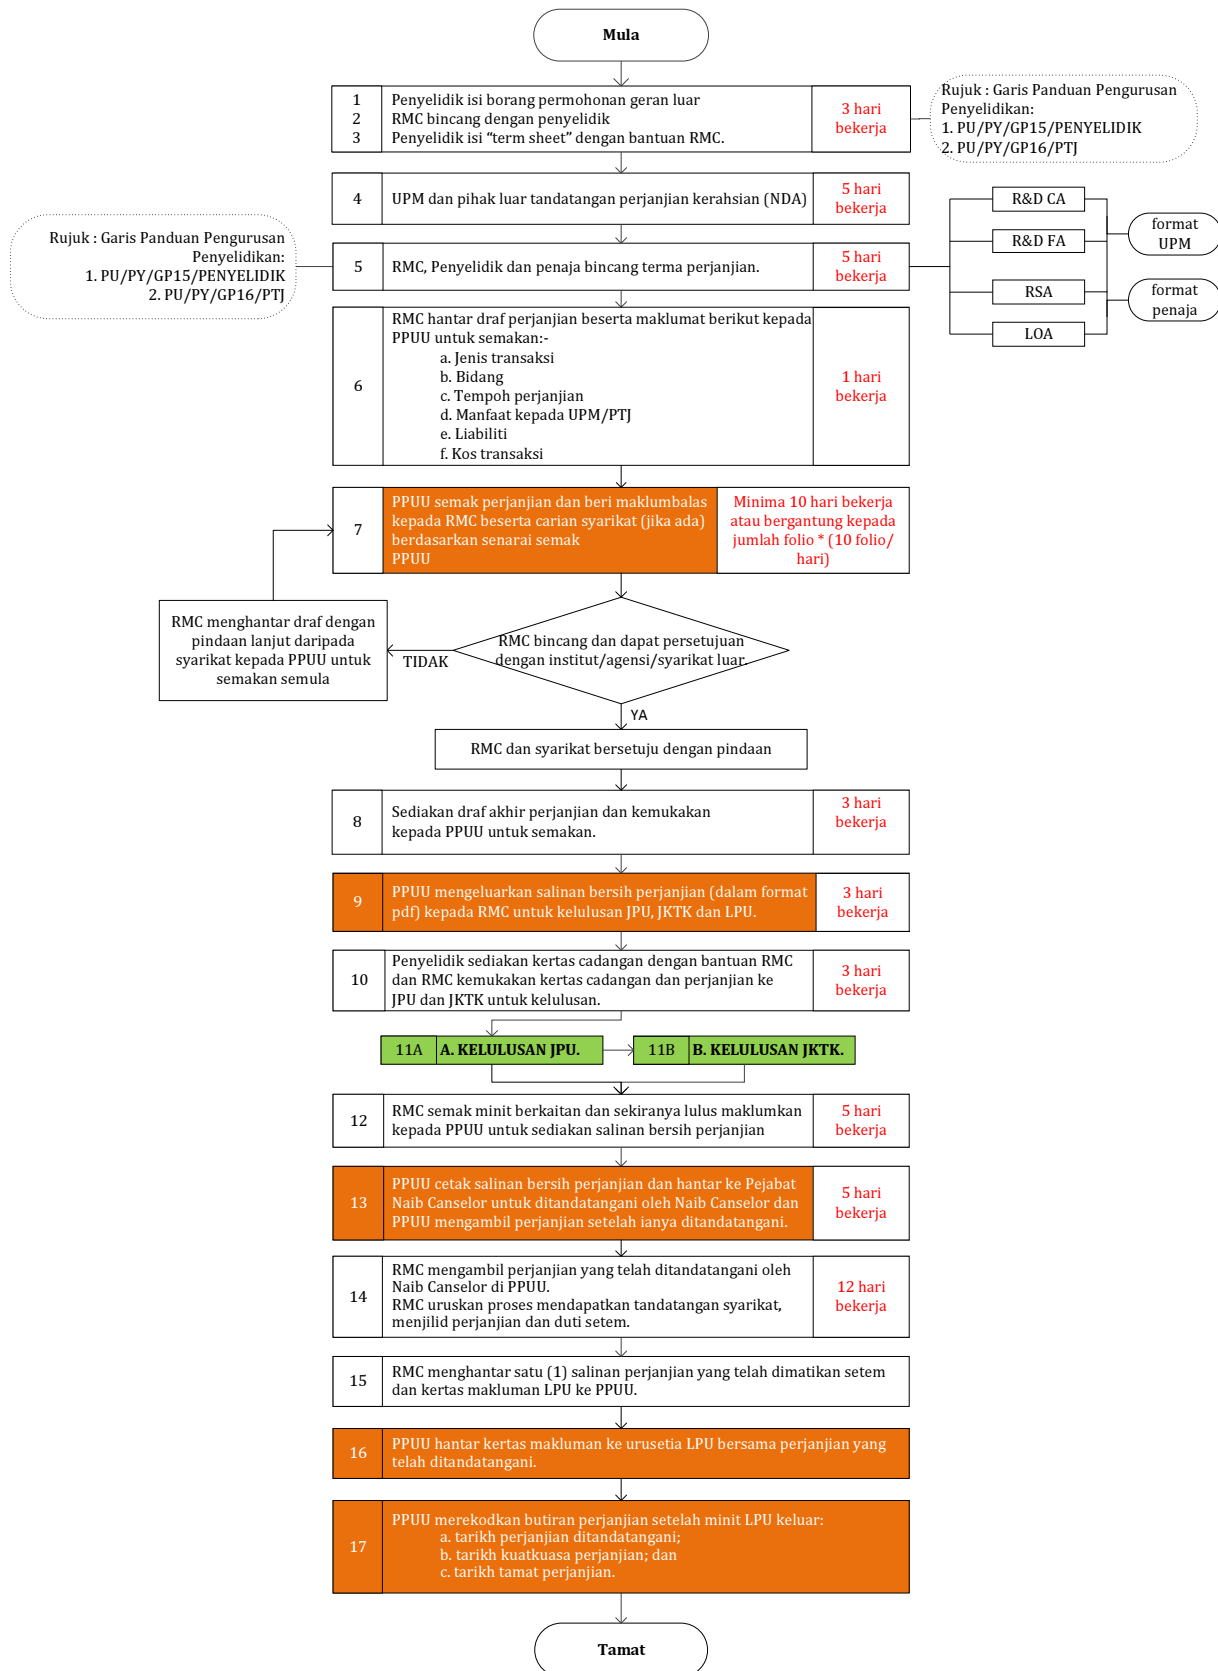 Mula
1
Penyelidik isi borang permohonan geran luar
2
RMC bincang dengan penyelidik
3
Penyelidik isi “term sheet” dengan bantuan RMC.
3 hari
bekerja
Rujuk : Garis Panduan Pengurusan
Penyelidikan:
1. PU/PY/GP15/PENYELIDIK
2. PU/PY/GP16/PTJ
4
UPM dan pihak luar tandatangan perjanjian kerahsian (NDA)
5 hari
bekerja
Rujuk : Garis Panduan Pengurusan
Penyelidikan:
1. PU/PY/GP15/PENYELIDIK
2. PU/PY/GP16/PTJ
5
RMC, Penyelidik dan penaja bincang terma perjanjian.
5 hari
bekerja
R&D CA
R&D FA
RSA
LOA
format
UPM
format
penaja
6
RMC hantar draf perjanjian beserta maklumat berikut kepada
PPUU untuk semakan:-
a. Jenis transaksi
b. Bidang
c. Tempoh perjanjian
d. Manfaat kepada UPM/PTJ
e. Liabiliti
f. Kos transaksi
1 hari
bekerja
7
PPUU semak perjanjian dan beri maklumbalas
kepada RMC beserta carian syarikat (jika ada)
berdasarkan senarai semak
PPUU
Minima 10 hari bekerja
atau bergantung kepada
jumlah folio * (10 folio/
hari)
RMC menghantar draf dengan
pindaan lanjut daripada
syarikat kepada PPUU untuk
semakan semula
TIDAK
RMC bincang dan dapat persetujuan
dengan institut/agensi/syarikat luar.
YA
RMC dan syarikat bersetuju dengan pindaan
8
Sediakan draf akhir perjanjian dan kemukakan
kepada PPUU untuk semakan.
3 hari
bekerja
9
PPUU mengeluarkan salinan bersih perjanjian (dalam format
pdf) kepada RMC untuk kelulusan JPU, JKTK dan LPU.
3 hari
bekerja
10
Penyelidik sediakan kertas cadangan dengan bantuan RMC
dan RMC kemukakan kertas cadangan dan perjanjian ke
JPU dan JKTK untuk kelulusan.
3 hari
bekerja
11A
A. KELULUSAN JPU.
11B
B. KELULUSAN JKTK.
12
RMC semak minit berkaitan dan sekiranya lulus maklumkan
kepada PPUU untuk sediakan salinan bersih perjanjian
5 hari
bekerja
13
PPUU cetak salinan bersih perjanjian dan hantar ke Pejabat
Naib Canselor untuk ditandatangani oleh Naib Canselor dan
PPUU mengambil perjanjian setelah ianya ditandatangani.
5 hari
bekerja
14
RMC mengambil perjanjian yang telah ditandatangani oleh
Naib Canselor di PPUU.
RMC uruskan proses mendapatkan tandatangan syarikat,
menjilid perjanjian dan duti setem.
12 hari
bekerja
15
RMC menghantar satu (1) salinan perjanjian yang telah dimatikan setem
dan kertas makluman LPU ke PPUU.
16
PPUU hantar kertas makluman ke urusetia LPU bersama perjanjian yang
telah ditandatangani.
17
PPUU merekodkan butiran perjanjian setelah minit LPU keluar:
a. tarikh perjanjian ditandatangani;
b. tarikh kuatkuasa perjanjian; dan
c. tarikh tamat perjanjian.
Tamat